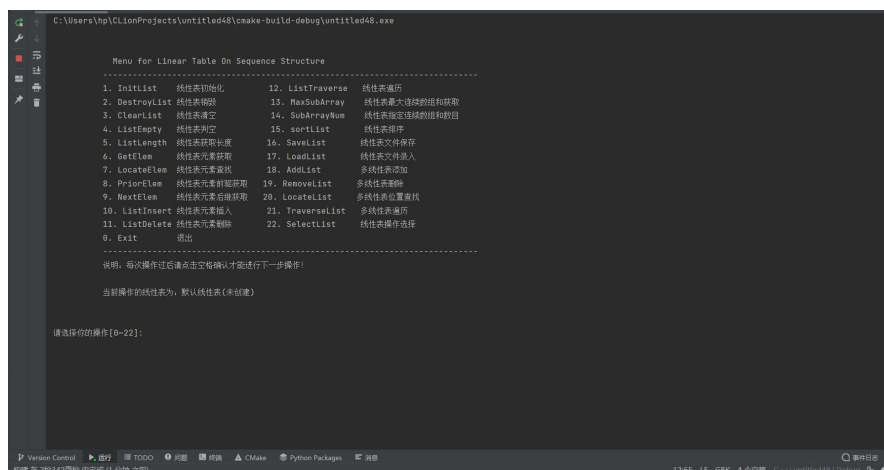 C:\Users\hp\CLionProjects\untitled48\cmake-build-debug\untitled48.exe
Menu for Linear Table On Sequence Structure
-------------------------------------------------------------------------------
1. InitList 线性表初始化 12. ListTraverse 线性表遍历
2. DestroyList 线性表销毁 13. MaxSubArray 线性表最大连续数组和获取
3. ClearList 线性表清空 14. SubArrayNum 线性表指定连续数组和数目
4. ListEmpty 线性表判空 15. sortList 线性表排序
5. ListLength 线性表获取长度 16. SaveList 线性表文件保存
6. GetElem 线性表元素获取 17. LoadList 线性表文件录入
7. LocateElem 线性表元素查找 18. AddList 多线性表添加
8. PriorElem 线性表元素前驱获取 19. RemoveList 多线性表删除
9. NextElem 线性表元素后继获取 20. LocateList 多线性表位置查找
10. ListInsert 线性表元素插入 21. TraverseList 多线性表遍历
11. ListDelete 线性表元素删除 22. SelectList 线性表操作选择
0. Exit 退出
-------------------------------------------------------------------------------
说明：每次操作过后请点击空格确认才能进行下一步操作！
当前操作的线性表为，默认线性表(未创建)
请选择你的操作[0~22]:
Version Control 运行 TODO 问题 终端 CMake Python Packages 消息 事件日志